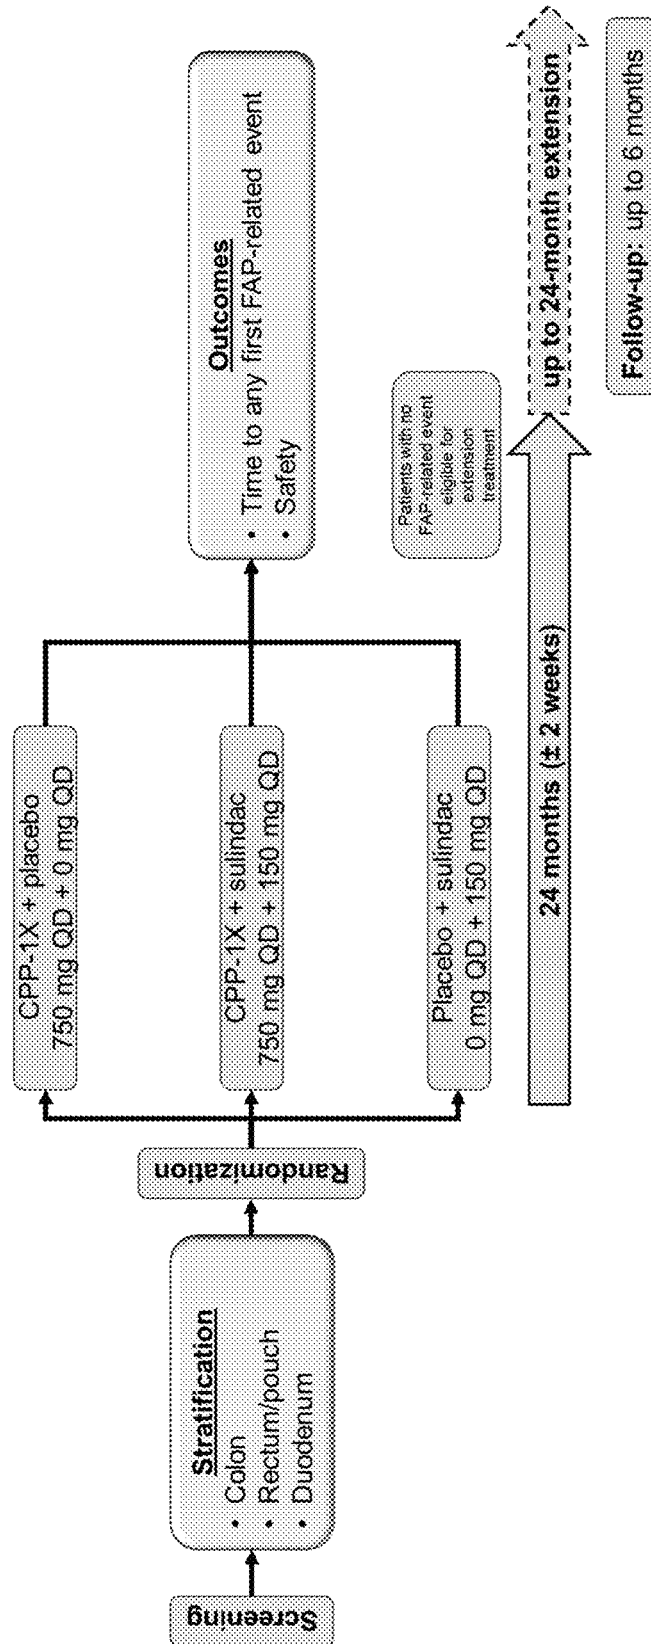 Screening
Stratification
• Colon
• Rectum/pouch
• Duodenum
Randomization
CPP-1X + placebo
750 mg QD + 0 mg QD
CPP-1X + sulindac
750 mg QD + 150 mg QD
Placebo + sulindac
0 mg QD + 150 mg QD
Outcomes
• Time to any first FAP-related event
• Safety
Patients with no
FAP-related event
eligible for
extension
treatment
24 months (± 2 weeks)
up to 24-month extension
Follow-up: up to 6 months